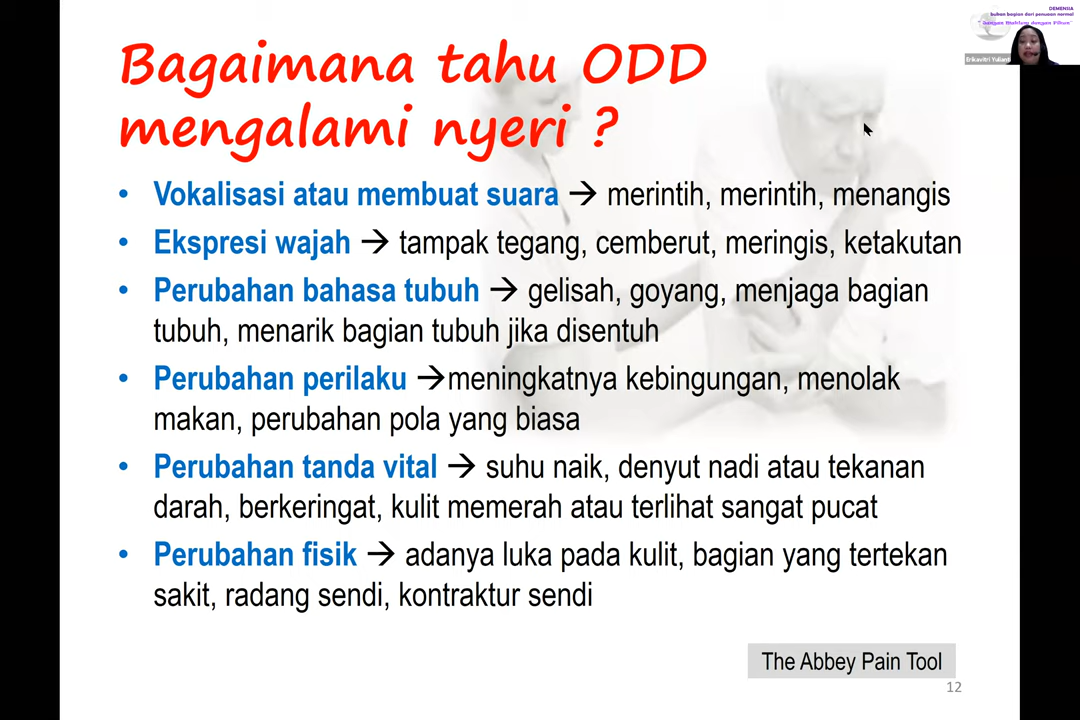 DEMENSIA
bukan bagian dari penuaan normal
"Jangan Maklum dengan Pikun"
Bagaimana tahu ODD
mengalami nyeri ?
• Vokalisasi atau membuat suara → merintih, merintih, menangis
• Ekspresi wajah → tampak tegang, cemberut, meringis, ketakutan
• Perubahan bahasa tubuh → gelisah, goyang, menjaga bagian
tubuh, menarik bagian tubuh jika disentuh
• Perubahan perilaku →meningkatnya kebingungan, menolak
makan, perubahan pola yang biasa
• Perubahan tanda vital → suhu naik, denyut nadi atau tekanan
darah, berkeringat, kulit memerah atau terlihat sangat pucat
• Perubahan fisik → adanya luka pada kulit, bagian yang tertekan
sakit, radang sendi, kontraktur sendi
The Abbey Pain Tool
12